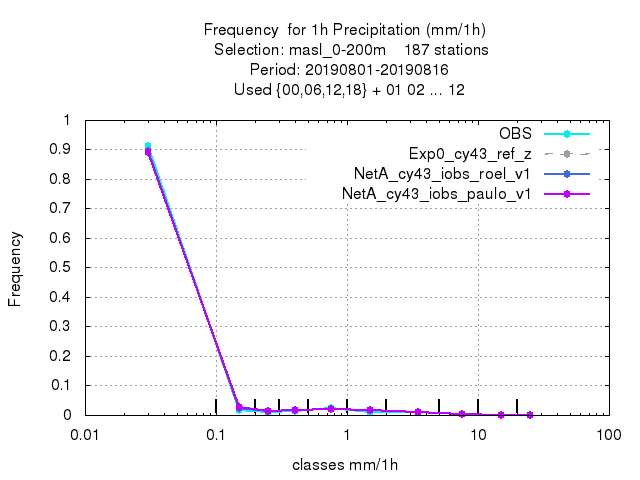 Frequency for 1h Precipitation (mm/1h)
Selection: masl_0-200m 187 stations
Period: 20190801-20190816
Used {00,06,12,18} + 01 02 ... 12
OBS
Exp0_cy43_ref_z
NetA_cy43_iobs_roel_v1
NetA_cy43_iobs_paulo_v1
1
0.9
0.8
0.7
0.6
0.5
0.4
0.3
0.2
0.1
0
Frequency
0.01 0.1 1 10 100
classes mm/1h